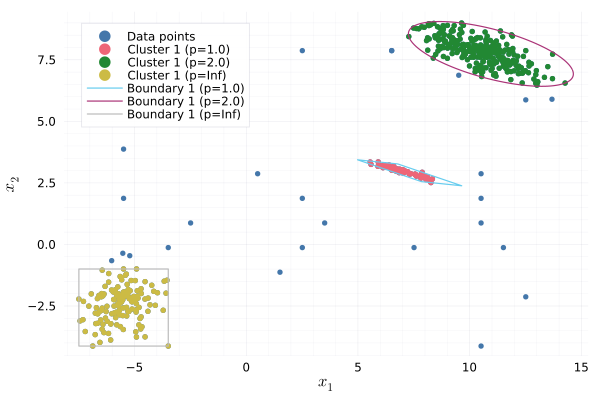 Data points
Cluster 1 (p=1.0)
Cluster 1 (p=2.0)
Cluster 1 (p=Inf)
Boundary 1 (p=1.0)
Boundary 1 (p=2.0)
Boundary 1 (p=Inf)
7.5
5.0
2.5
0.0
−2.5
x₂
−5 0 5 10 15
x₁